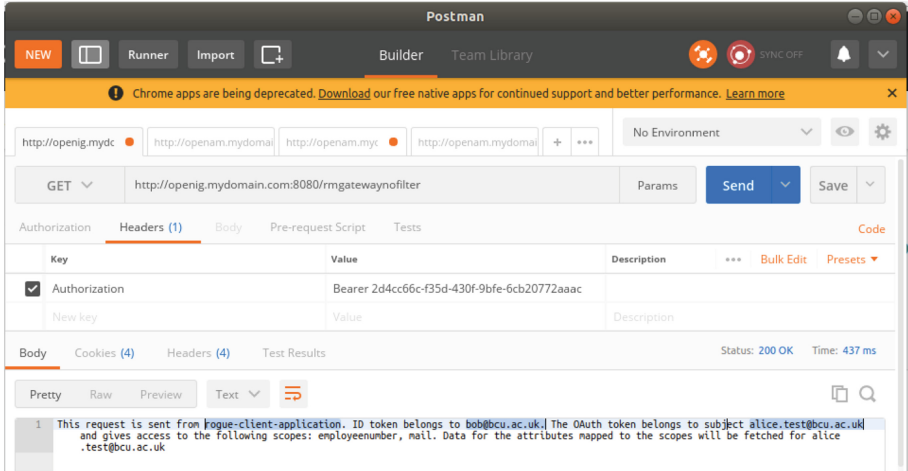 Postman
NEW Runner Import Builder Team Library SYNC OFF
Chrome apps are being deprecated. Download our free native apps for continued support and better performance. Learn more
http://openig.mydc http://openam.mydomai http://openam.myc http://openam.mydomai + ••• No Environment
GET http://openig.mydomain.com:8080/rmgatewaynofilter Params Send Save
Authorization Headers (1) Body Pre-request Script Tests Code
Key Value Description ••• Bulk Edit Presets
Authorization Bearer 2d4cc66c-f35d-430f-9bfe-6cb20772aaac
New key Value Description
Body Cookies (4) Headers (4) Test Results Status: 200 OK Time: 437 ms
Pretty Raw Preview Text
1 This request is sent from rogue-client-application. ID token belongs to bob@bcu.ac.uk. The OAuth token belongs to subject alice.test@bcu.ac.uk
and gives access to the following scopes: employeenumber, mail. Data for the attributes mapped to the scopes will be fetched for alice
.test@bcu.ac.uk